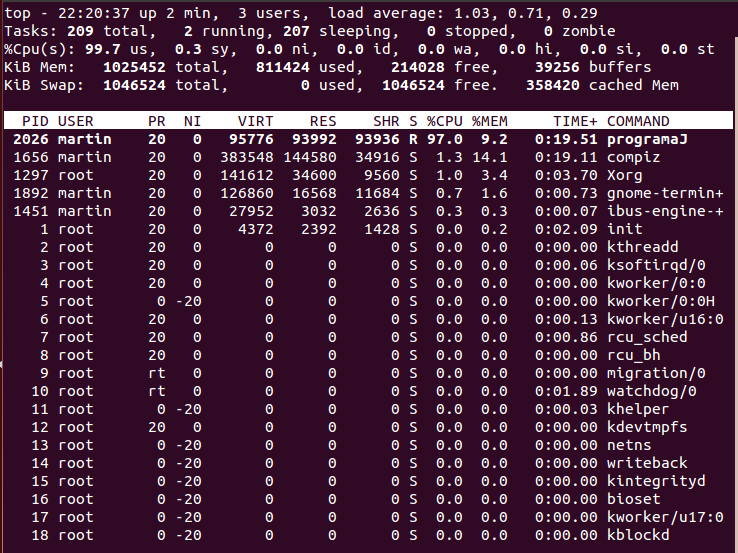 top - 22:20:37 up 2 min,  3 users,  load average: 1.03, 0.71, 0.29
Tasks: 209 total,   2 running, 207 sleeping,   0 stopped,   0 zombie
%Cpu(s): 99.7 us,  0.3 sy,  0.0 ni,  0.0 id,  0.0 wa,  0.0 hi,  0.0 si,  0.0 st
KiB Mem:   1025452 total,   811424 used,   214028 free,    39256 buffers
KiB Swap:  1046524 total,        0 used,  1046524 free.   358420 cached Mem
PID USER      PR  NI    VIRT    RES    SHR S %CPU %MEM     TIME+ COMMAND
2026 martin    20   0   95776  93992  93936 R 97.0  9.2   0:19.51 programaJ
1656 martin    20   0  383548 144580  34916 S  1.3 14.1   0:19.11 compiz
1297 root      20   0  141612  34600   9560 S  1.0  3.4   0:03.70 Xorg
1892 martin    20   0  126860  16568  11684 S  0.7  1.6   0:00.73 gnome-termin+
1451 martin    20   0   27952   3032   2636 S  0.3  0.3   0:00.07 ibus-engine-+
1 root      20   0    4372   2392   1428 S  0.0  0.2   0:02.09 init
2 root      20   0       0      0      0 S  0.0  0.0   0:00.00 kthreadd
3 root      20   0       0      0      0 S  0.0  0.0   0:00.06 ksoftirqd/0
4 root      20   0       0      0      0 S  0.0  0.0   0:00.00 kworker/0:0
5 root       0 -20       0      0      0 S  0.0  0.0   0:00.00 kworker/0:0H
6 root      20   0       0      0      0 S  0.0  0.0   0:00.13 kworker/u16:0
7 root      20   0       0      0      0 S  0.0  0.0   0:00.86 rcu_sched
8 root      20   0       0      0      0 S  0.0  0.0   0:00.00 rcu_bh
9 root      rt   0       0      0      0 S  0.0  0.0   0:00.00 migration/0
10 root      rt   0       0      0      0 S  0.0  0.0   0:01.89 watchdog/0
11 root       0 -20       0      0      0 S  0.0  0.0   0:00.03 khelper
12 root      20   0       0      0      0 S  0.0  0.0   0:00.00 kdevtmpfs
13 root       0 -20       0      0      0 S  0.0  0.0   0:00.00 netns
14 root       0 -20       0      0      0 S  0.0  0.0   0:00.00 writeback
15 root       0 -20       0      0      0 S  0.0  0.0   0:00.00 kintegrityd
16 root       0 -20       0      0      0 S  0.0  0.0   0:00.00 bioset
17 root       0 -20       0      0      0 S  0.0  0.0   0:00.00 kworker/u17:0
18 root       0 -20       0      0      0 S  0.0  0.0   0:00.00 kblockd